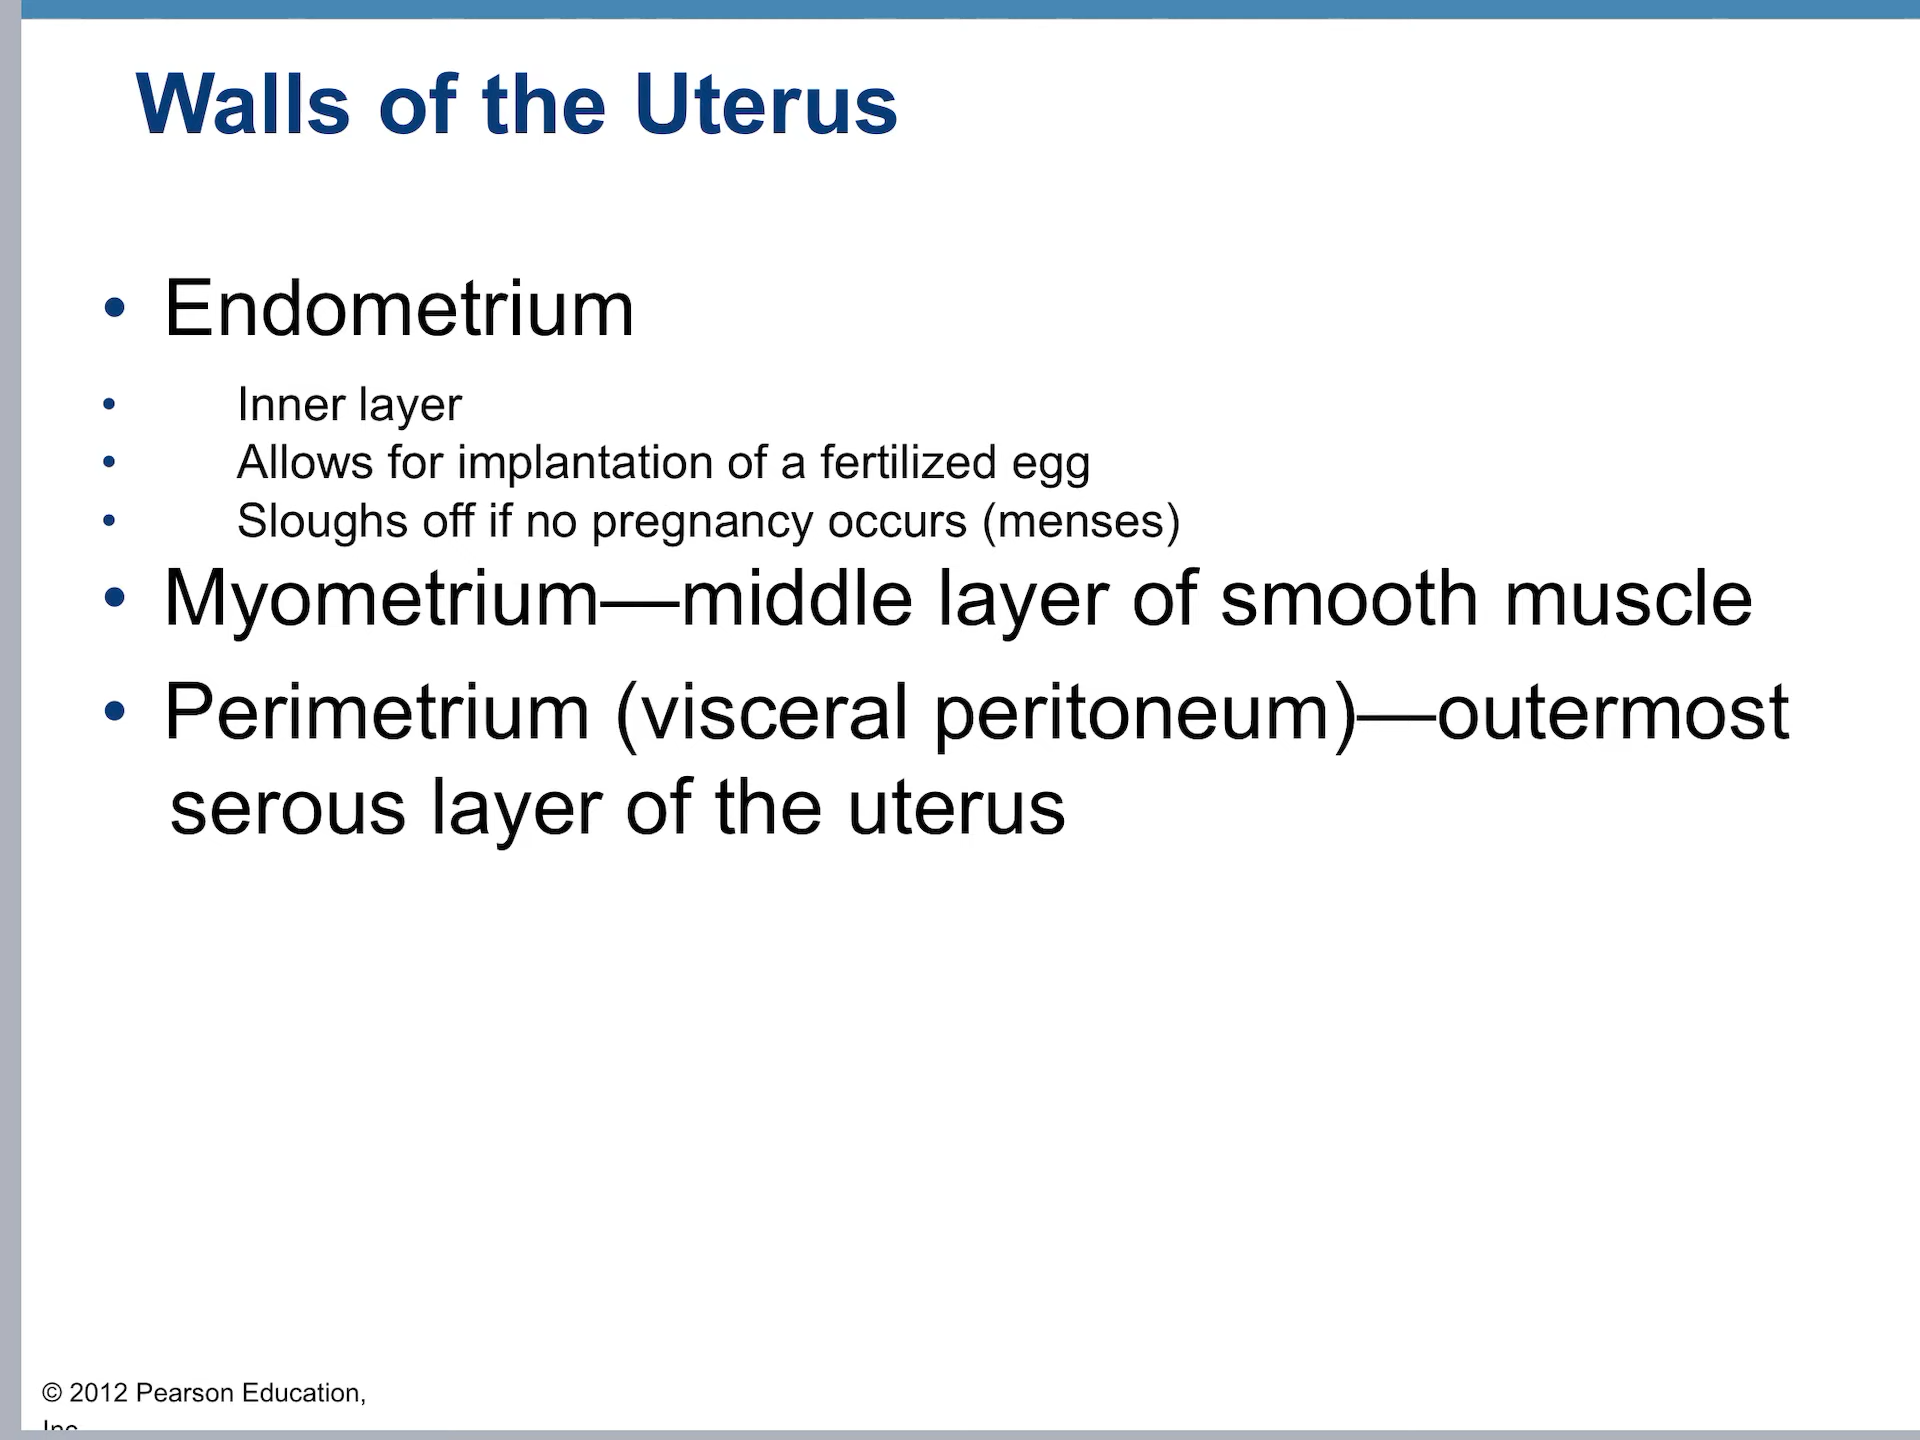 Walls of the Uterus
• Endometrium
• Inner layer
• Allows for implantation of a fertilized egg
• Sloughs off if no pregnancy occurs (menses)
• Myometrium—middle layer of smooth muscle
• Perimetrium (visceral peritoneum)—outermost
serous layer of the uterus
© 2012 Pearson Education,
Inc